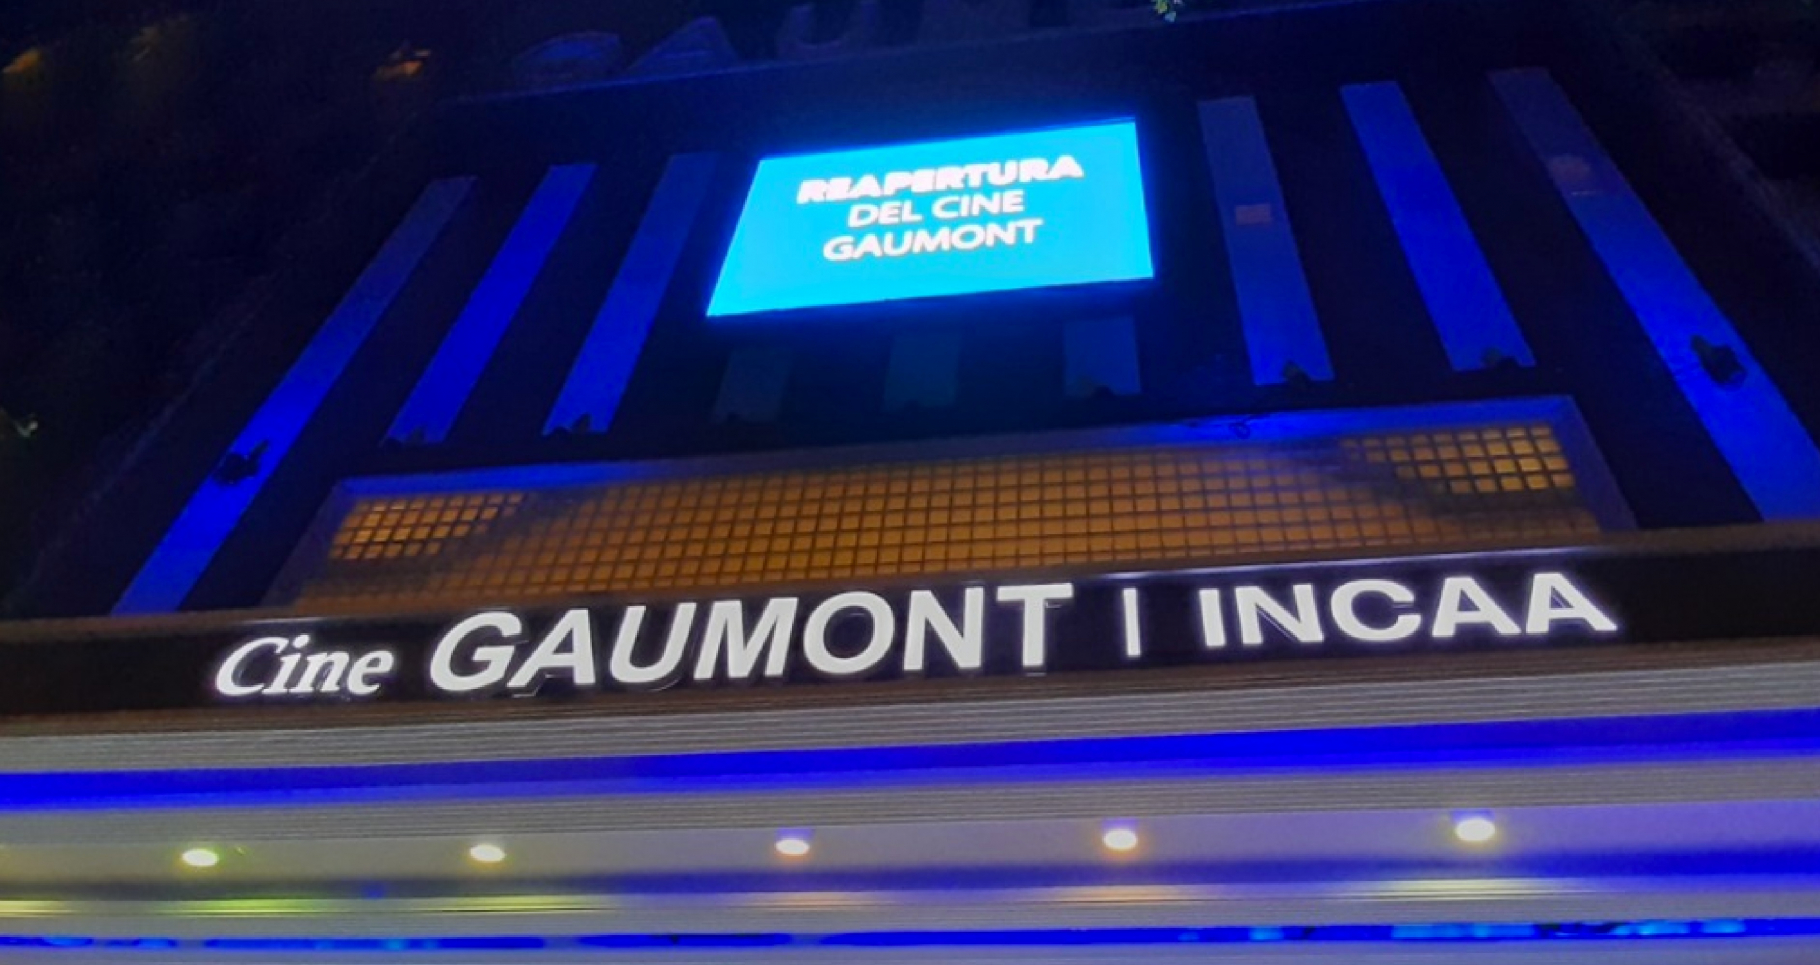 REAPERTURA
DEL CINE
GAUMONT
Cine GAUMONT | INCAA